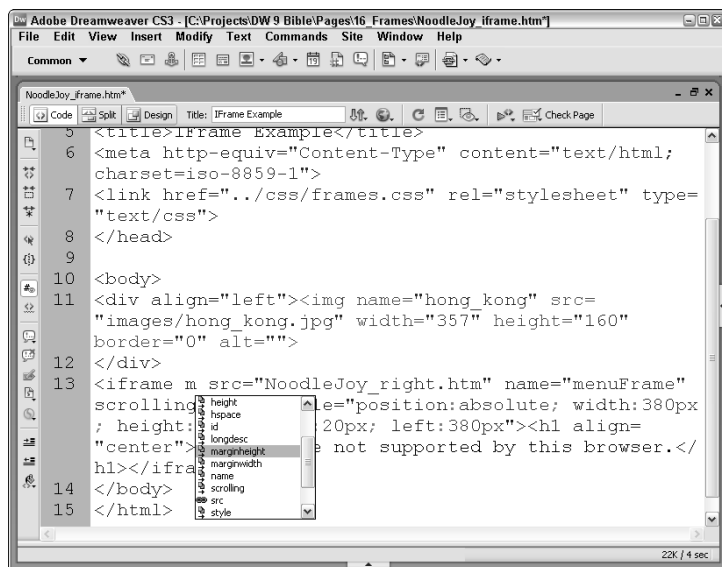 Adobe Dreamweaver CS3 - [C:\Projects\DW 9 Bible\Pages\16_Frames\NoodleJoy_iframe.htm*]
File Edit View Insert Modify Text Commands Site Window Help
Common
NoodleJoy_iframe.htm*
Code Split Design Title: IFrame Example Check Page
5 <title>IFrame Example</title>
6 <meta http-equiv="Content-Type" content="text/html;
charset=iso-8859-1">
7 <link href="../css/frames.css" rel="stylesheet" type=
"text/css">
8 </head>
9
10 <body>
11 <div align="left"><img name="hong_kong" src=
"images/hong_kong.jpg" width="357" height="160"
border="0" alt="">
12 </div>
13 <iframe m src="NoodleJoy_right.htm" name="menuFrame"
scrolling le="position:absolute; width:380px
; height: 20px; left:380px"><h1 align=
"center"> e not supported by this browser.</
h1></ifra
14 </body>
15 </html>
height
hspace
id
longdesc
marginheight
marginwidth
name
scrolling
src
style
22K / 4 sec